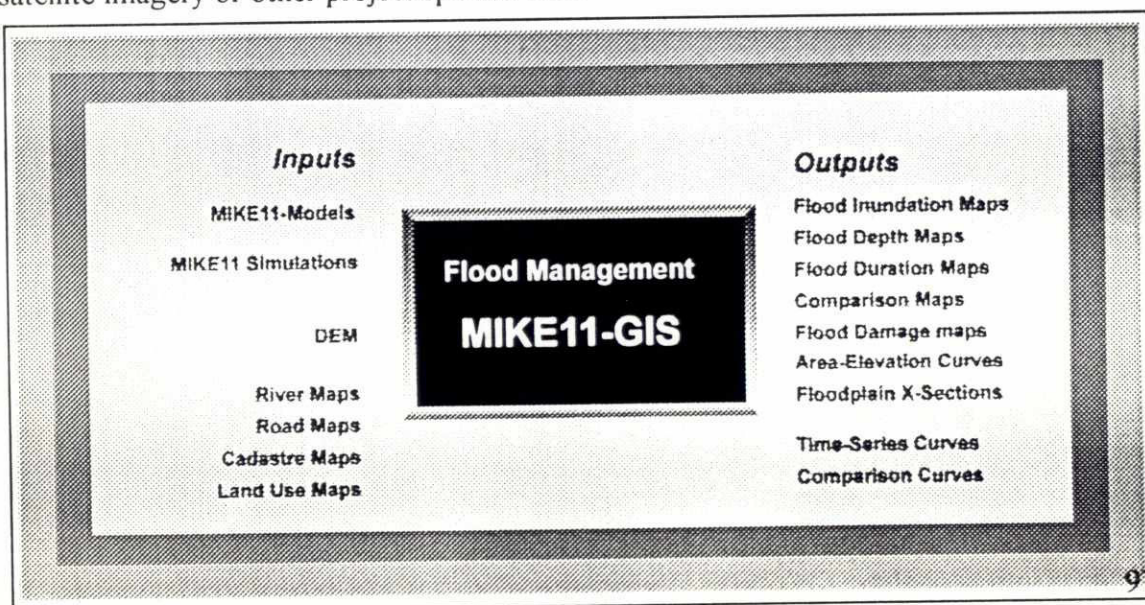 satellite imagery or other
Inputs
MIKE11-Models
MIKE11 Simulations
DEM
River Maps
Road Maps
Cadastre Maps
Land Use Maps
Flood Management
MIKE11-GIS
Outputs
Flood Inundation Maps
Flood Depth Maps
Flood Duration Maps
Comparison Maps
Flood Damage maps
Area-Elevation Curves
Floodplain X-Sections
Time-Series Curves
Comparison Curves